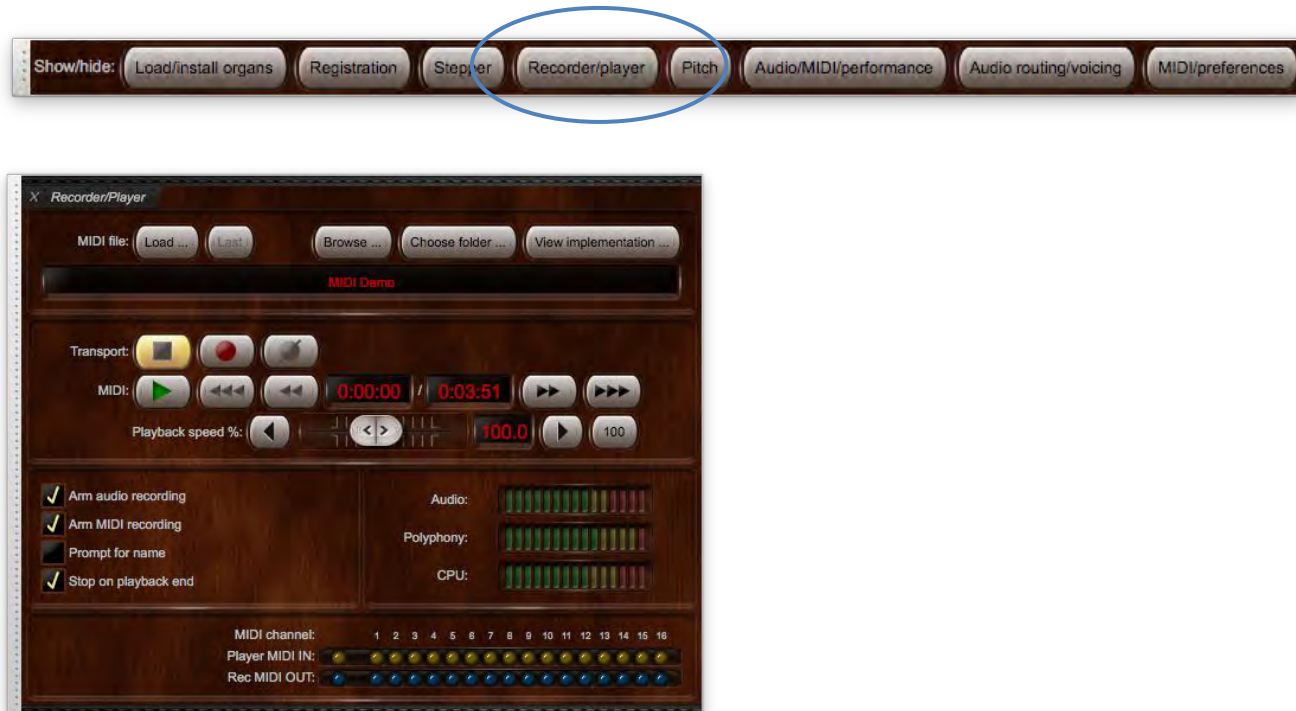 Show/hide: Load/install organs Registration Stepper Recorder/player Pitch Audio/MIDI/performance Audio routing/voicing MIDI/preferences
X Recorder/Player
MIDI file: Load ... Last Browse ... Choose folder ... View implementation ...
MIDI Demo
Transport:
MIDI: 0:00:00 / 0:03:51
Playback speed %: < > 100.0 100
Arm audio recording
Arm MIDI recording
Prompt for name
Stop on playback end
Audio:
Polyphony:
CPU:
MIDI channel: 1 2 3 4 5 6 7 8 9 10 11 12 13 14 15 16
Player MIDI IN:
Rec MIDI OUT: